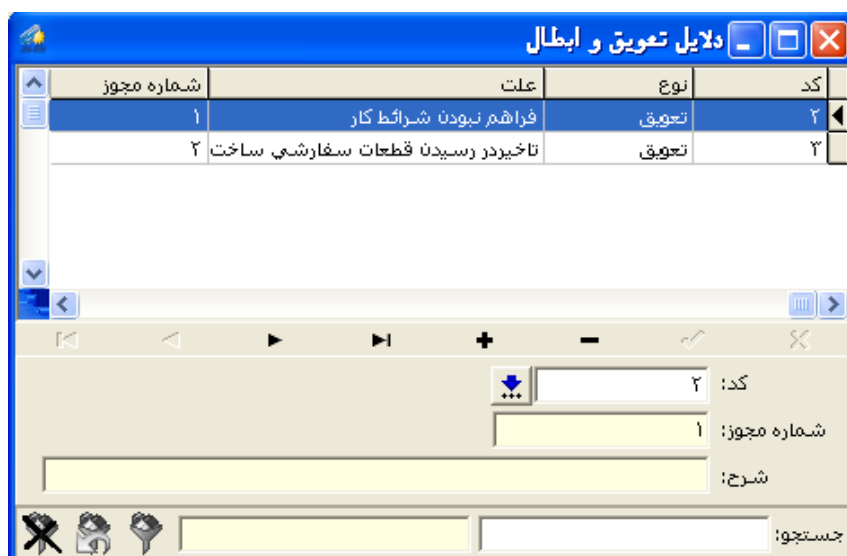 دلایل تعویق و ابطال
کد نوع علت شماره مجوز
۲ تعویق فراهم نبودن شرائط کار ۱
۳ تعویق تاخیردر رسیدن قطعات سفارشی ساخت ۲
کد: ۲
شماره مجوز: ۱
شرح:
جستجو: